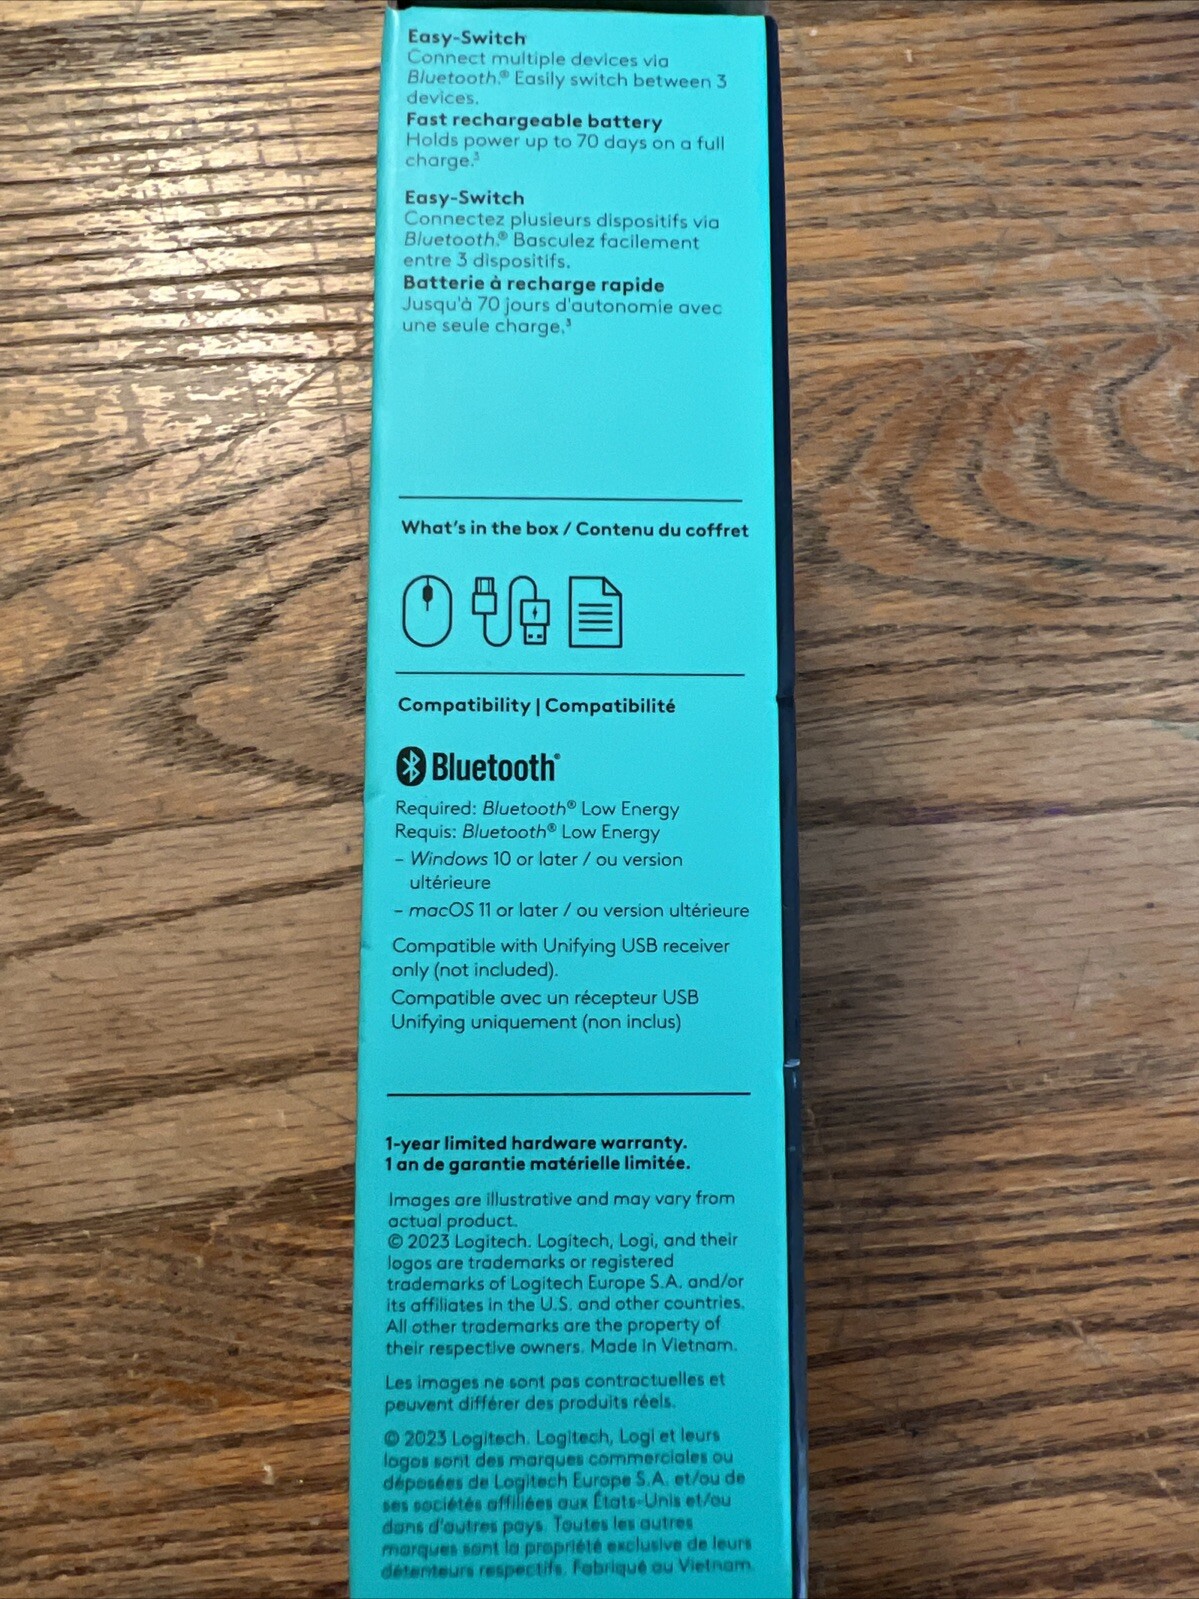 Easy-Switch
Connect multiple devices via
Bluetooth.® Easily switch between 3
devices.
Fast rechargeable battery
Holds power up to 70 days on a full
charge.³
Easy-Switch
Connectez plusieurs dispositifs via
Bluetooth.® Basculez facilement
entre 3 dispositifs.
Batterie à recharge rapide
Jusqu'à 70 jours d'autonomie avec
une seule charge.³
What's in the box / Contenu du coffret
Compatibility | Compatibilité
Bluetooth®
Required: Bluetooth® Low Energy
Requis: Bluetooth® Low Energy
– Windows 10 or later / ou version
ultérieure
– macOS 11 or later / ou version ultérieure
Compatible with Unifying USB receiver
only (not included).
Compatible avec un récepteur USB
Unifying uniquement (non inclus)
1-year limited hardware warranty.
1 an de garantie matérielle limitée.
Images are illustrative and may vary from
actual product.
© 2023 Logitech. Logitech, Logi, and their
logos are trademarks or registered
trademarks of Logitech Europe S.A. and/or
its affiliates in the U.S. and other countries.
All other trademarks are the property of
their respective owners. Made in Vietnam.
Les images ne sont pas contractuelles et
peuvent différer des produits réels.
© 2023 Logitech. Logitech, Logi et leurs
logos sont des marques commerciales ou
déposées de Logitech Europe S.A. et/ou de
ses sociétés affiliées aux États-Unis et/ou
dans d'autres pays. Toutes les autres
marques sont la propriété exclusive de leurs
détenteurs respectifs. Fabriqué au Vietnam.